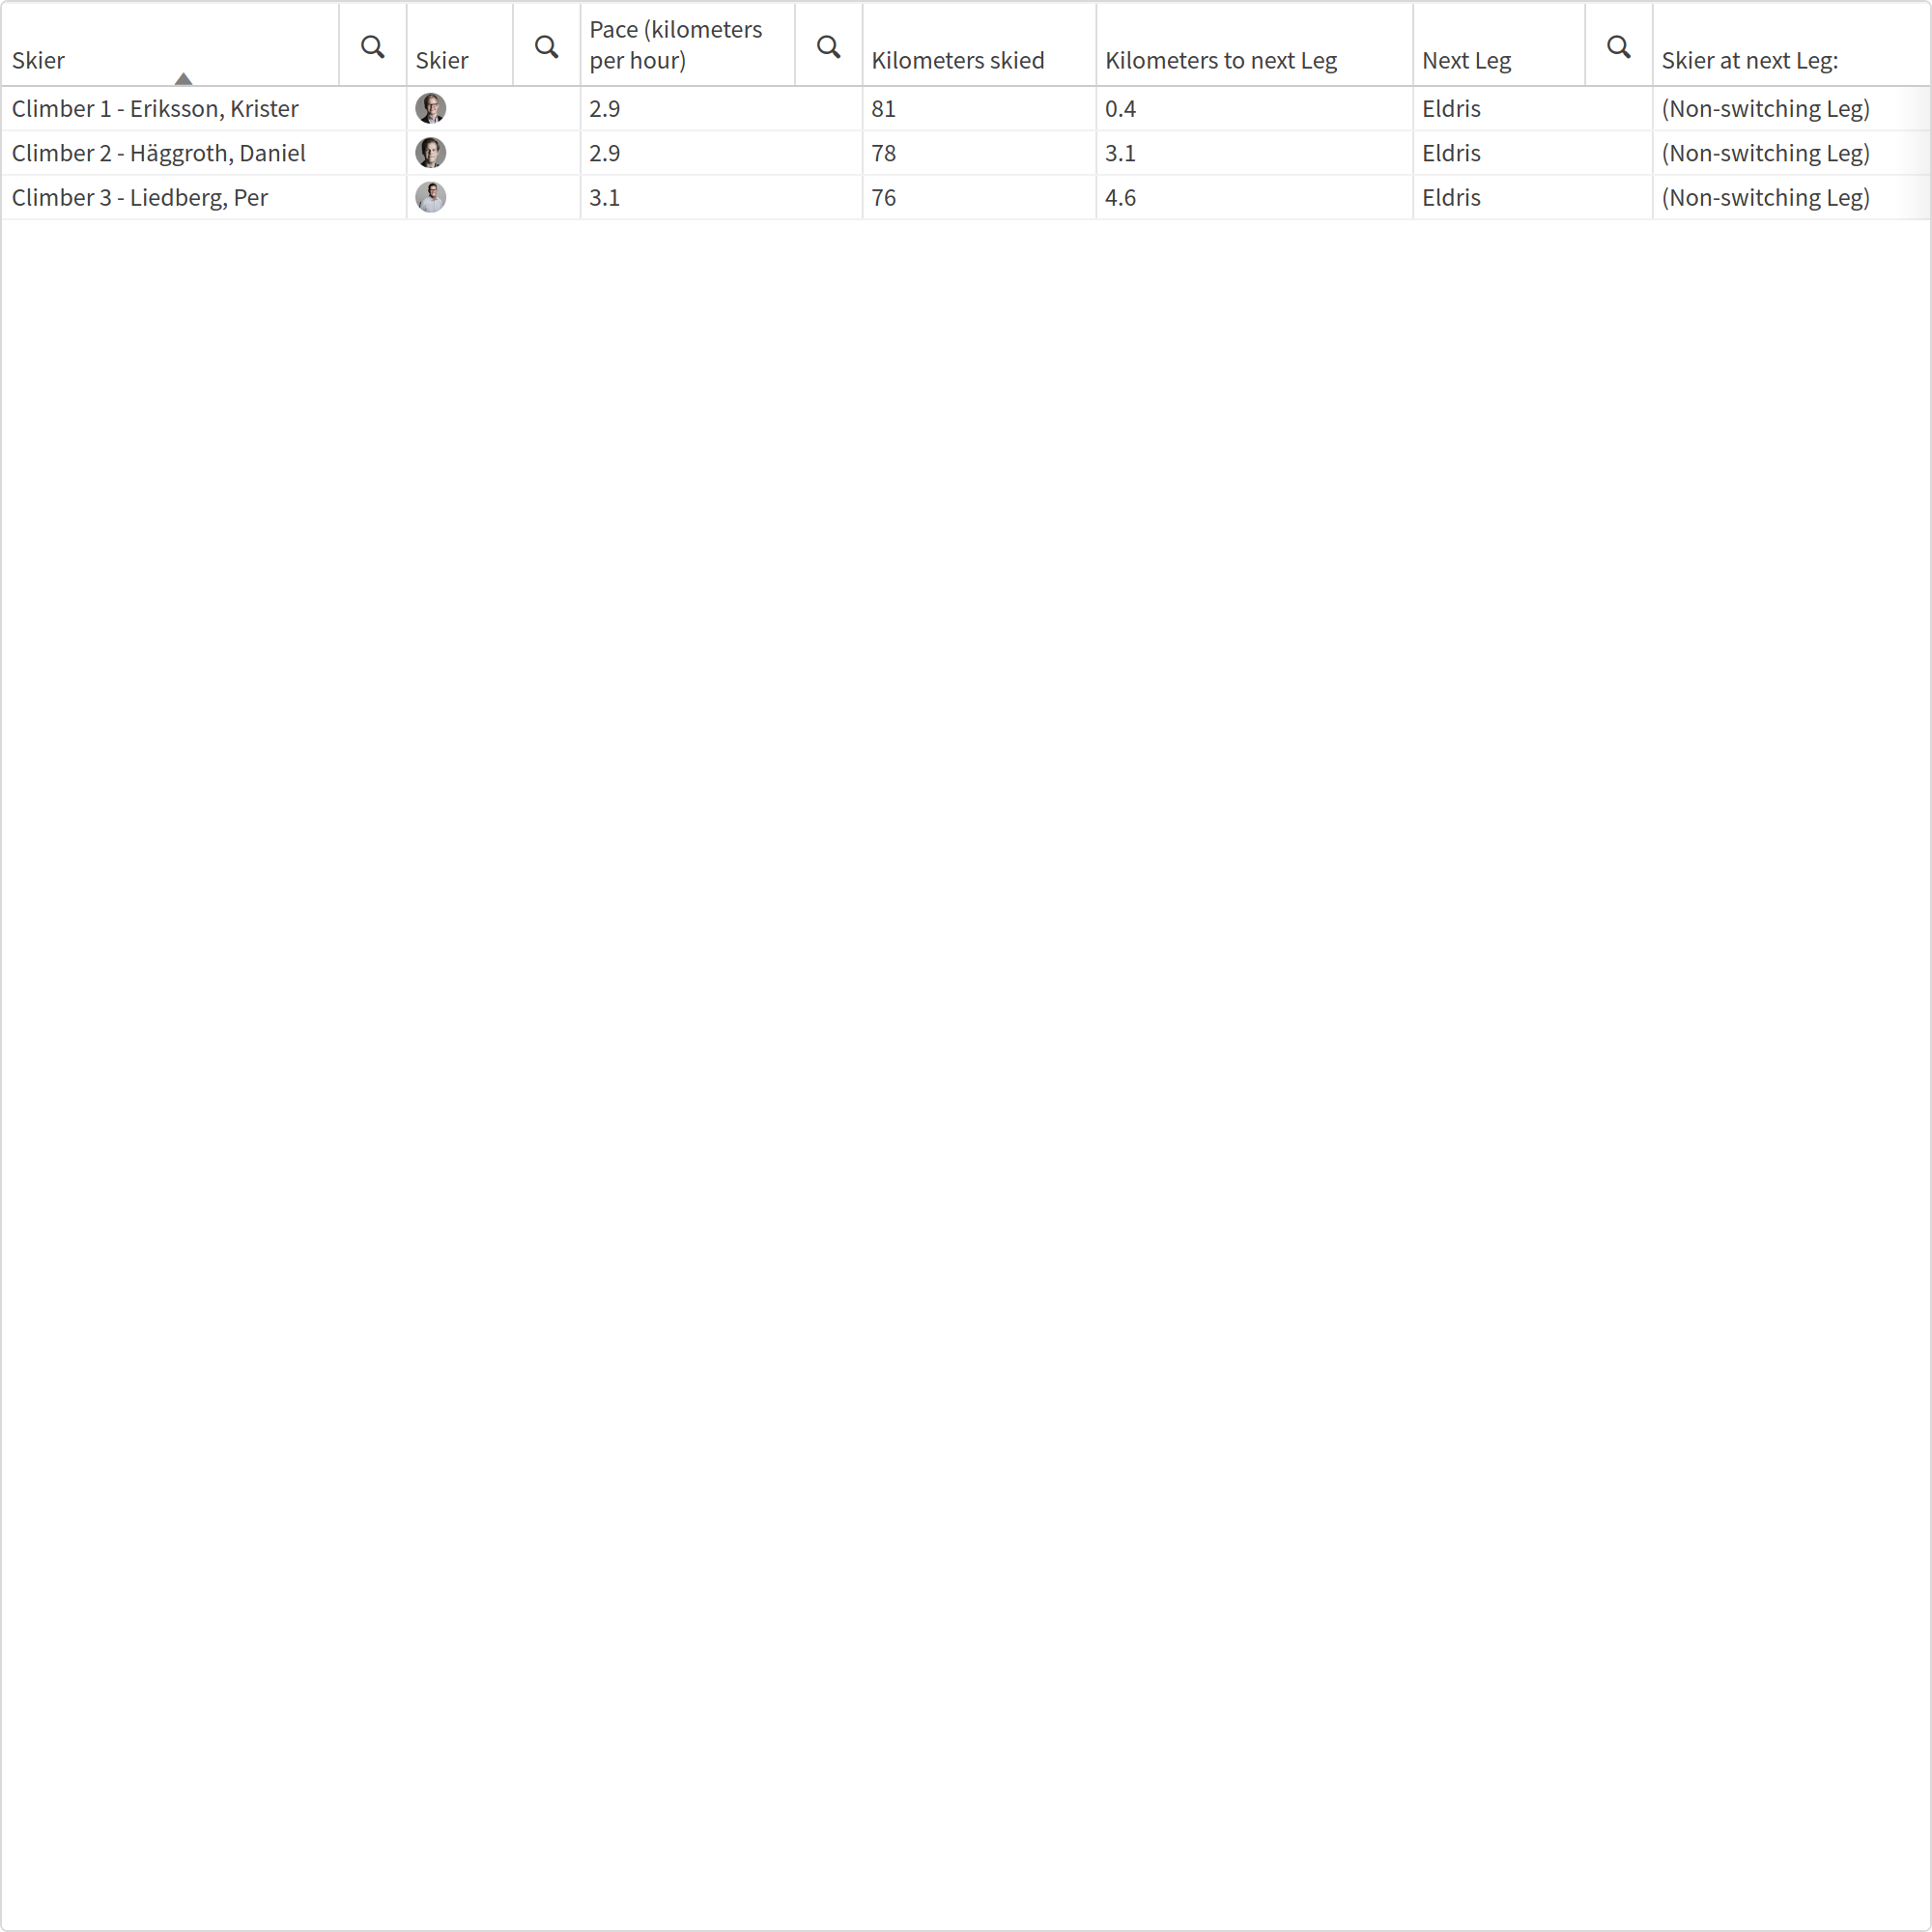 Skier Skier Pace (kilometers per hour) Kilometers skied Kilometers to next Leg Next Leg Skier at next Leg:
Climber 1 - Eriksson, Krister 2.9 81 0.4 Eldris (Non-switching Leg)
Climber 2 - Häggroth, Daniel 2.9 78 3.1 Eldris (Non-switching Leg)
Climber 3 - Liedberg, Per 3.1 76 4.6 Eldris (Non-switching Leg)